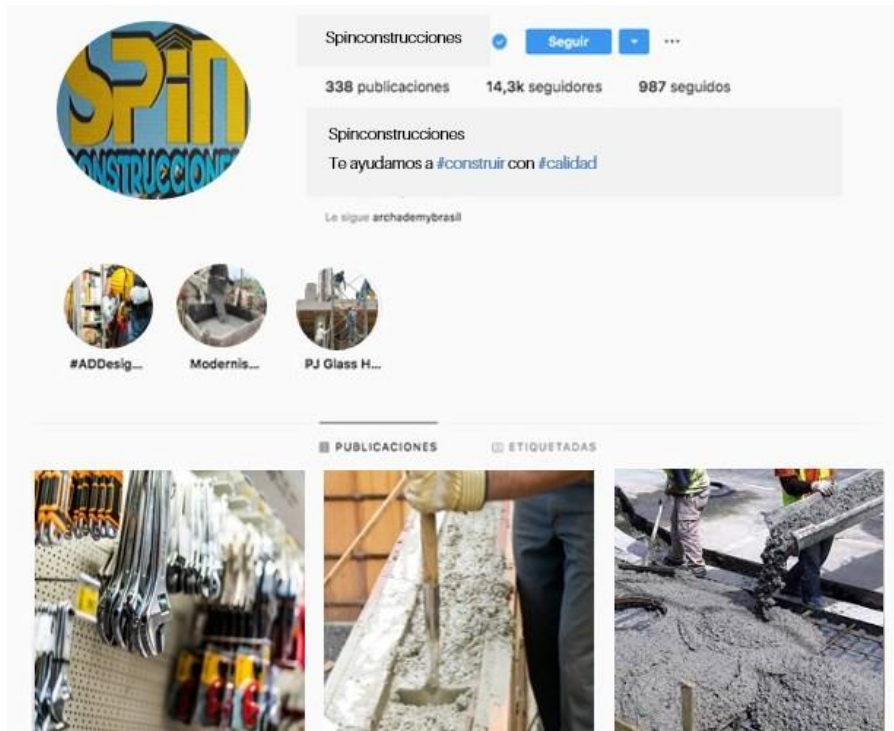 SPiN
CONSTRUCCIONES
Spinconstrucciones
Seguir
338 publicaciones 14,3k seguidores 987 seguidos
Spinconstrucciones
Te ayudamos a #construir con #calidad
Le sigue archademybrasil
#ADDesig... Modernis... PJ Glass H...
PUBLICACIONES ETIQUETADAS